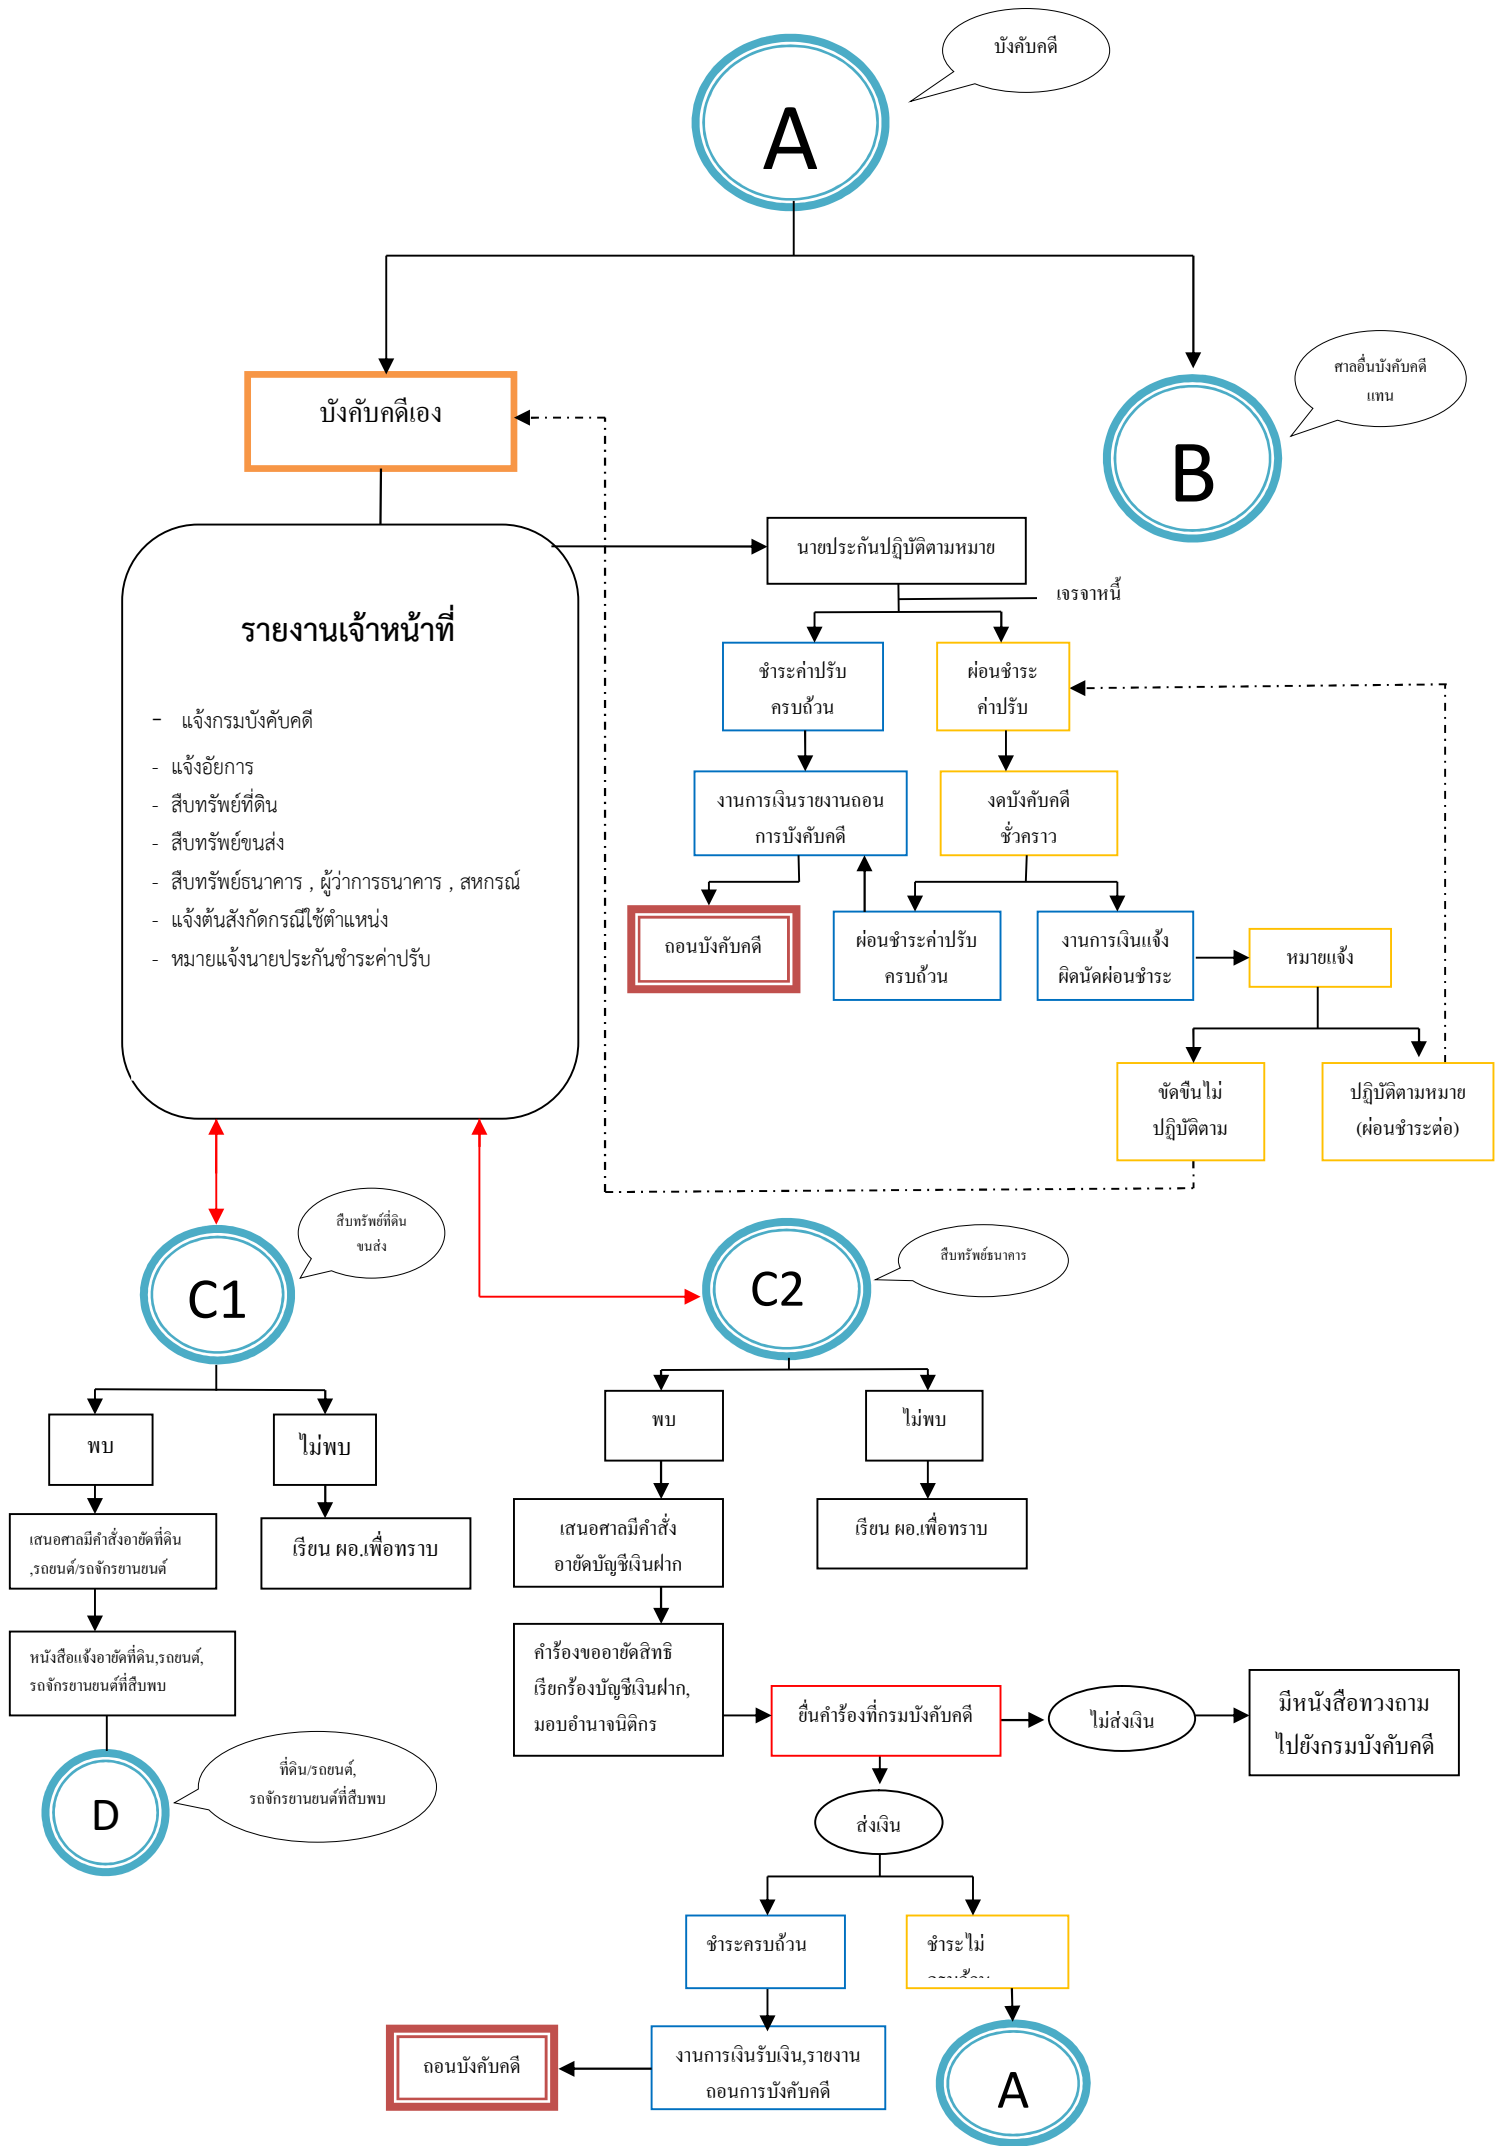 บังคับคดี
A
ศาลอื่นบังคับคดี
แทน
บังคับคดีเอง
B
นายประกันปฏิบัติตามหมาย
เจรจาหนี้
รายงานเจ้าหน้าที่
- แจ้งกรมบังคับคดี
- แจ้งอัยการ
- สืบทรัพย์ที่ดิน
- สืบทรัพย์ขนส่ง
- สืบทรัพย์ธนาคาร , ผู้ว่าการธนาคาร , สหกรณ์
- แจ้งต้นสังกัดกรณีใช้ตำแหน่ง
- หมายแจ้งนายประกันชำระค่าปรับ
ชำระค่าปรับ
ครบถ้วน
ผ่อนชำระ
ค่าปรับ
งานการเงินรายงานถอน
การบังคับคดี
งดบังคับคดี
ชั่วคราว
ถอนบังคับคดี
ผ่อนชำระค่าปรับ
ครบถ้วน
งานการเงินแจ้ง
ผิดนัดผ่อนชำระ
หมายแจ้ง
ขัดขืนไม่
ปฏิบัติตาม
ปฏิบัติตามหมาย
(ผ่อนชำระต่อ)
สืบทรัพย์ที่ดิน
ขนส่ง
C1
สืบทรัพย์ธนาคาร
C2
พบ
ไม่พบ
เสนอศาลมีคำสั่งอายัดที่ดิน
,รถยนต์/รถจักรยานยนต์
เรียน ผอ.เพื่อทราบ
หนังสือแจ้งอายัดที่ดิน,รถยนต์,
รถจักรยานยนต์ที่สืบพบ
ที่ดิน/รถยนต์,
รถจักรยานยนต์ที่สืบพบ
D
พบ
ไม่พบ
เสนอศาลมีคำสั่ง
อายัดบัญชีเงินฝาก
เรียน ผอ.เพื่อทราบ
คำร้องขออายัดสิทธิ
เรียกร้องบัญชีเงินฝาก,
มอบอำนาจนิติกร
ยื่นคำร้องที่กรมบังคับคดี
ไม่ส่งเงิน
มีหนังสือทวงถาม
ไปยังกรมบังคับคดี
ส่งเงิน
ชำระครบถ้วน
ชำระไม่
งานการเงินรับเงิน,รายงาน
ถอนการบังคับคดี
ถอนบังคับคดี
A